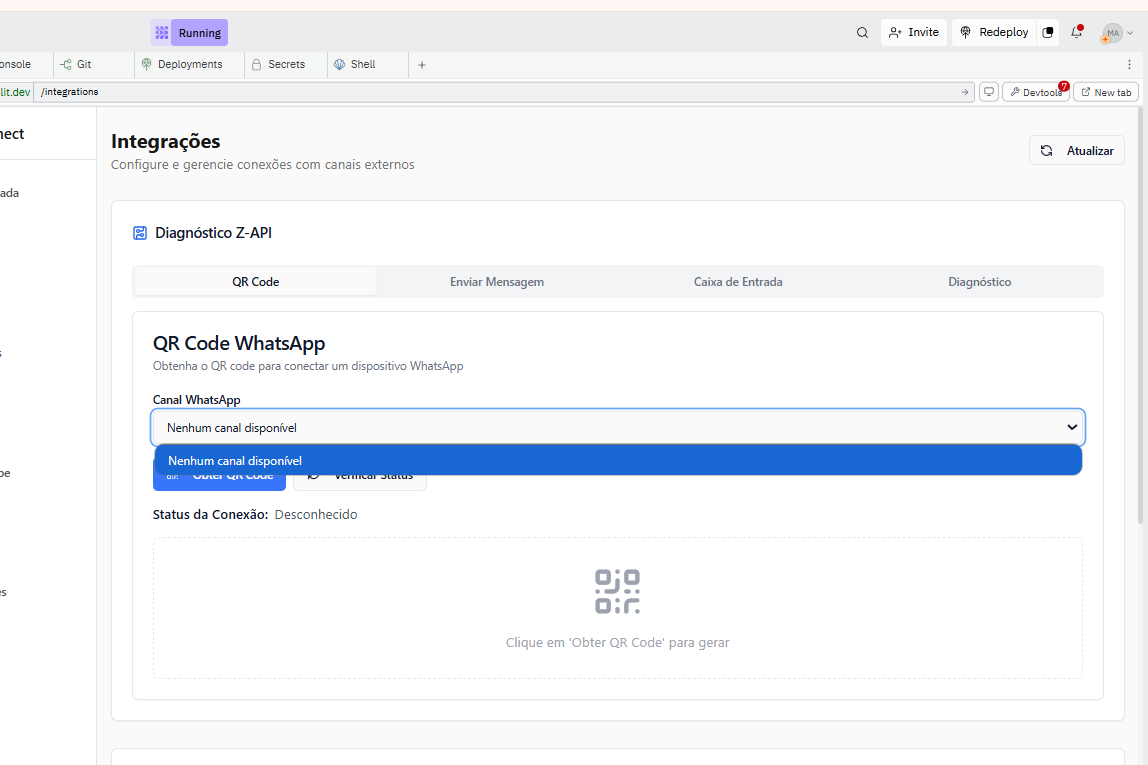 Running
Invite
Redeploy
MA
onsole
Git
Deployments
Secrets
Shell
lit.dev
/integrations
Devtools
7
New tab
nect
Integrações
Configure e gerencie conexões com canais externos
Atualizar
ada
Diagnóstico Z-API
QR Code
Enviar Mensagem
Caixa de Entrada
Diagnóstico
QR Code WhatsApp
Obtenha o QR code para conectar um dispositivo WhatsApp
s
Canal WhatsApp
Nenhum canal disponível
Nenhum canal disponível
Obter QR Code
Verificar Status
pe
Status da Conexão: Desconhecido
es
Clique em 'Obter QR Code' para gerar